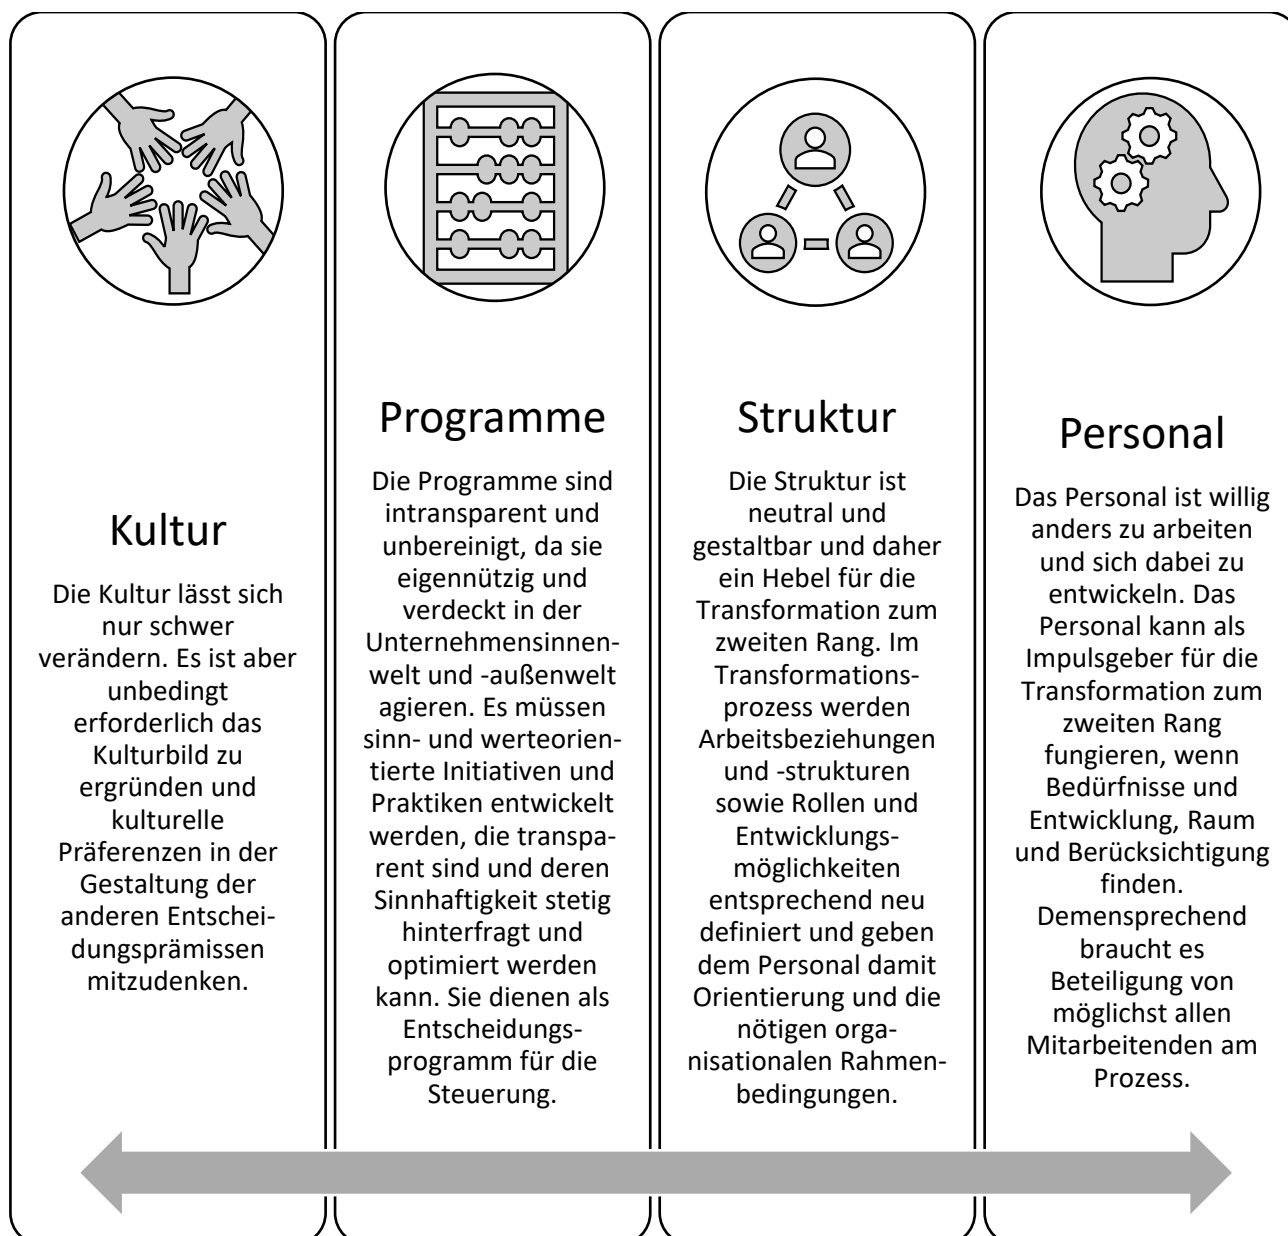 Kultur
Die Kultur lässt sich
nur schwer
verändern. Es ist aber
unbedingt
erforderlich das
Kulturbild zu
ergründen und
kulturelle
Präferenzen in der
Gestaltung der
anderen Entschei-
dungsprämissen
mitzudenken.
Programme
Die Programme sind
intransparent und
unbereinigt, da sie
eigennützig und
verdeckt in der
Unternehmensinnen-
welt und -außenwelt
agieren. Es müssen
sinn- und werteorien-
tierte Initiativen und
Praktiken entwickelt
werden, die transpa-
rent sind und deren
Sinnhaftigkeit stetig
hinterfragt und
optimiert werden
kann. Sie dienen als
Entscheidungs-
programm für die
Steuerung.
Struktur
Die Struktur ist
neutral und
gestaltbar und daher
ein Hebel für die
Transformation zum
zweiten Rang. Im
Transformations-
prozess werden
Arbeitsbeziehungen
und -strukturen
sowie Rollen und
Entwicklungs-
möglichkeiten
entsprechend neu
definiert und geben
dem Personal damit
Orientierung und die
nötigen orga-
nisationalen Rahmen-
bedingungen.
Personal
Das Personal ist willig
anders zu arbeiten
und sich dabei zu
entwickeln. Das
Personal kann als
Impulsgeber für die
Transformation zum
zweiten Rang
fungieren, wenn
Bedürfnisse und
Entwicklung, Raum
und Berücksichtigung
finden.
Demensprechend
braucht es
Beteiligung von
möglichst allen
Mitarbeitenden am
Prozess.